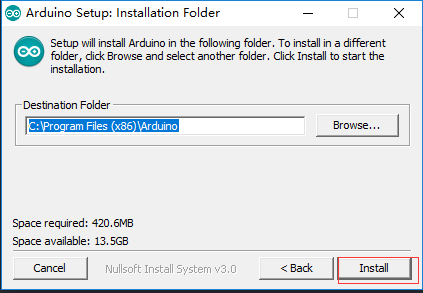 Arduino Setup: Installation Folder
Setup will install Arduino in the following folder. To install in a different
folder, click Browse and select another folder. Click Install to start the
installation.
Destination Folder
C:\Program Files (x86)\Arduino
Browse...
Space required: 420.6MB
Space available: 13.5GB
Cancel
Nullsoft Install System v3.0
< Back
Install